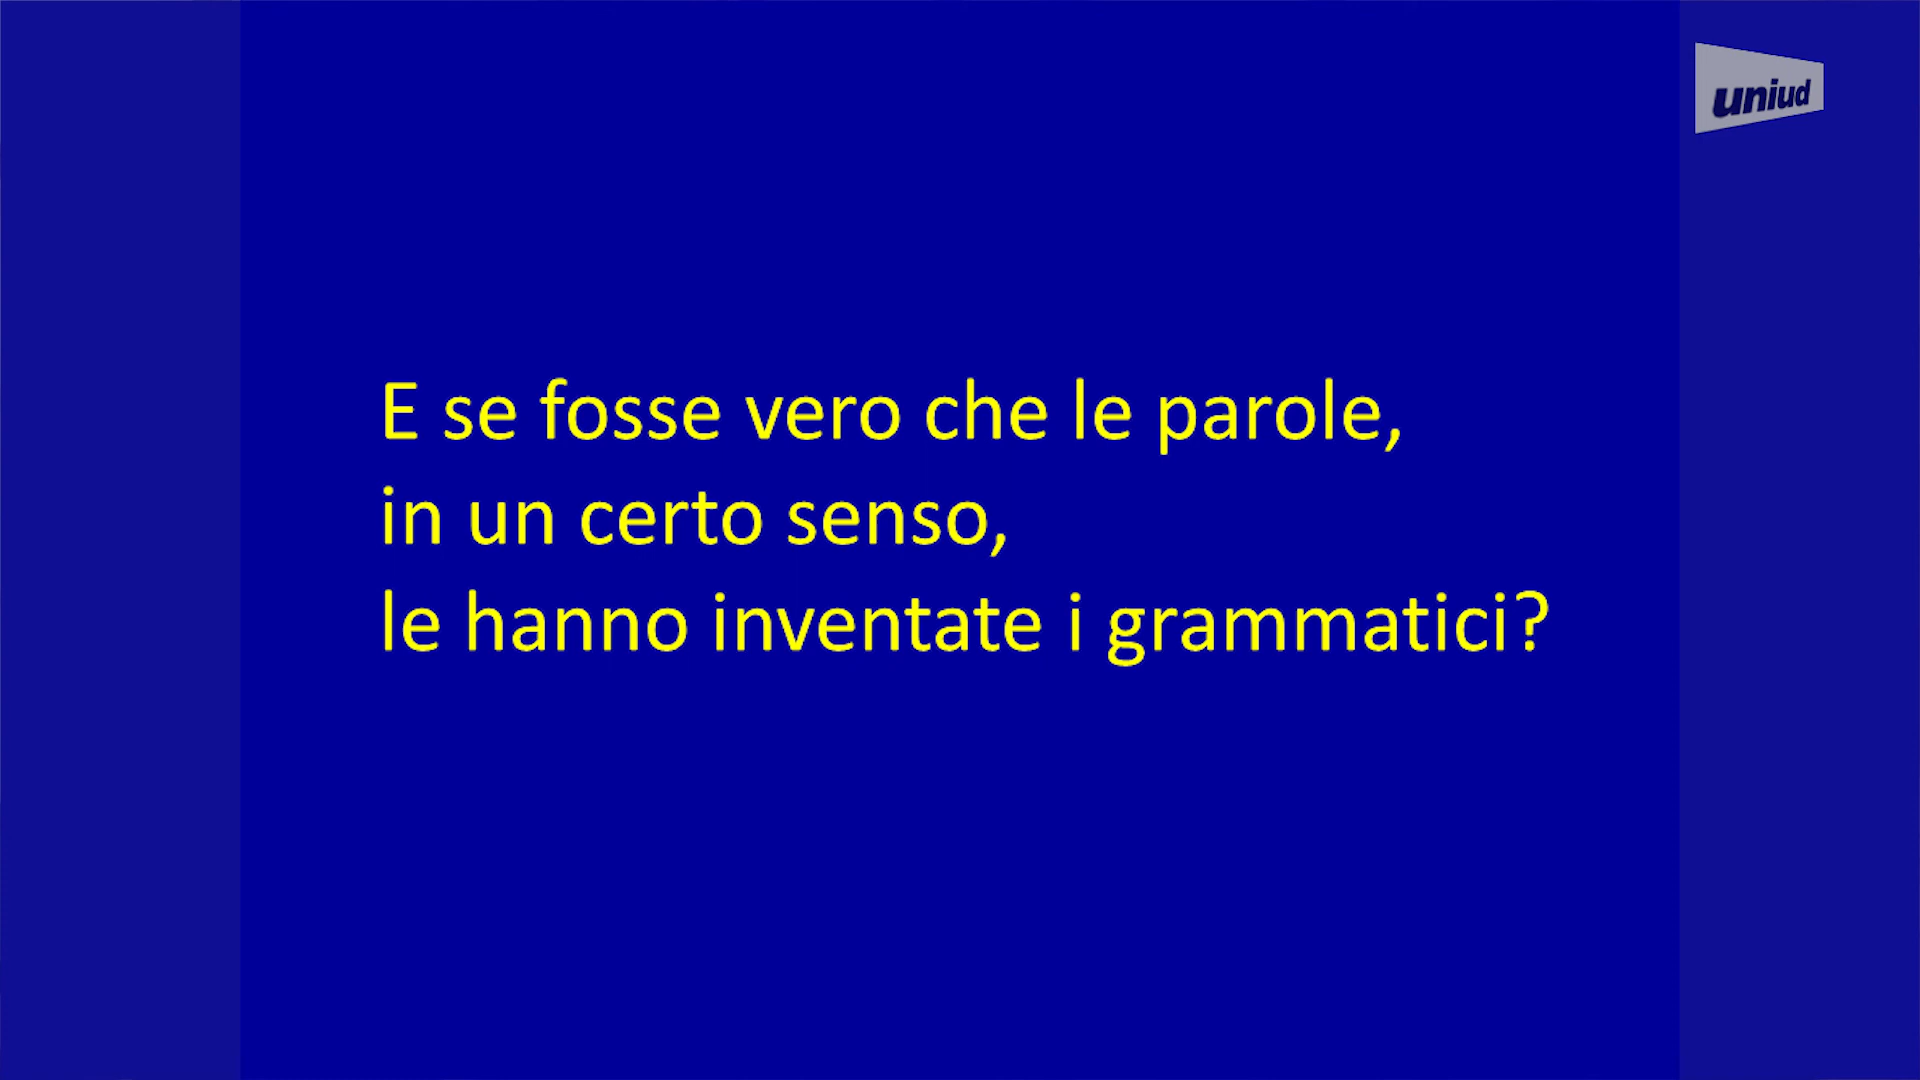 uniud
E se fosse vero che le parole,
in un certo senso,
le hanno inventate i grammatici?